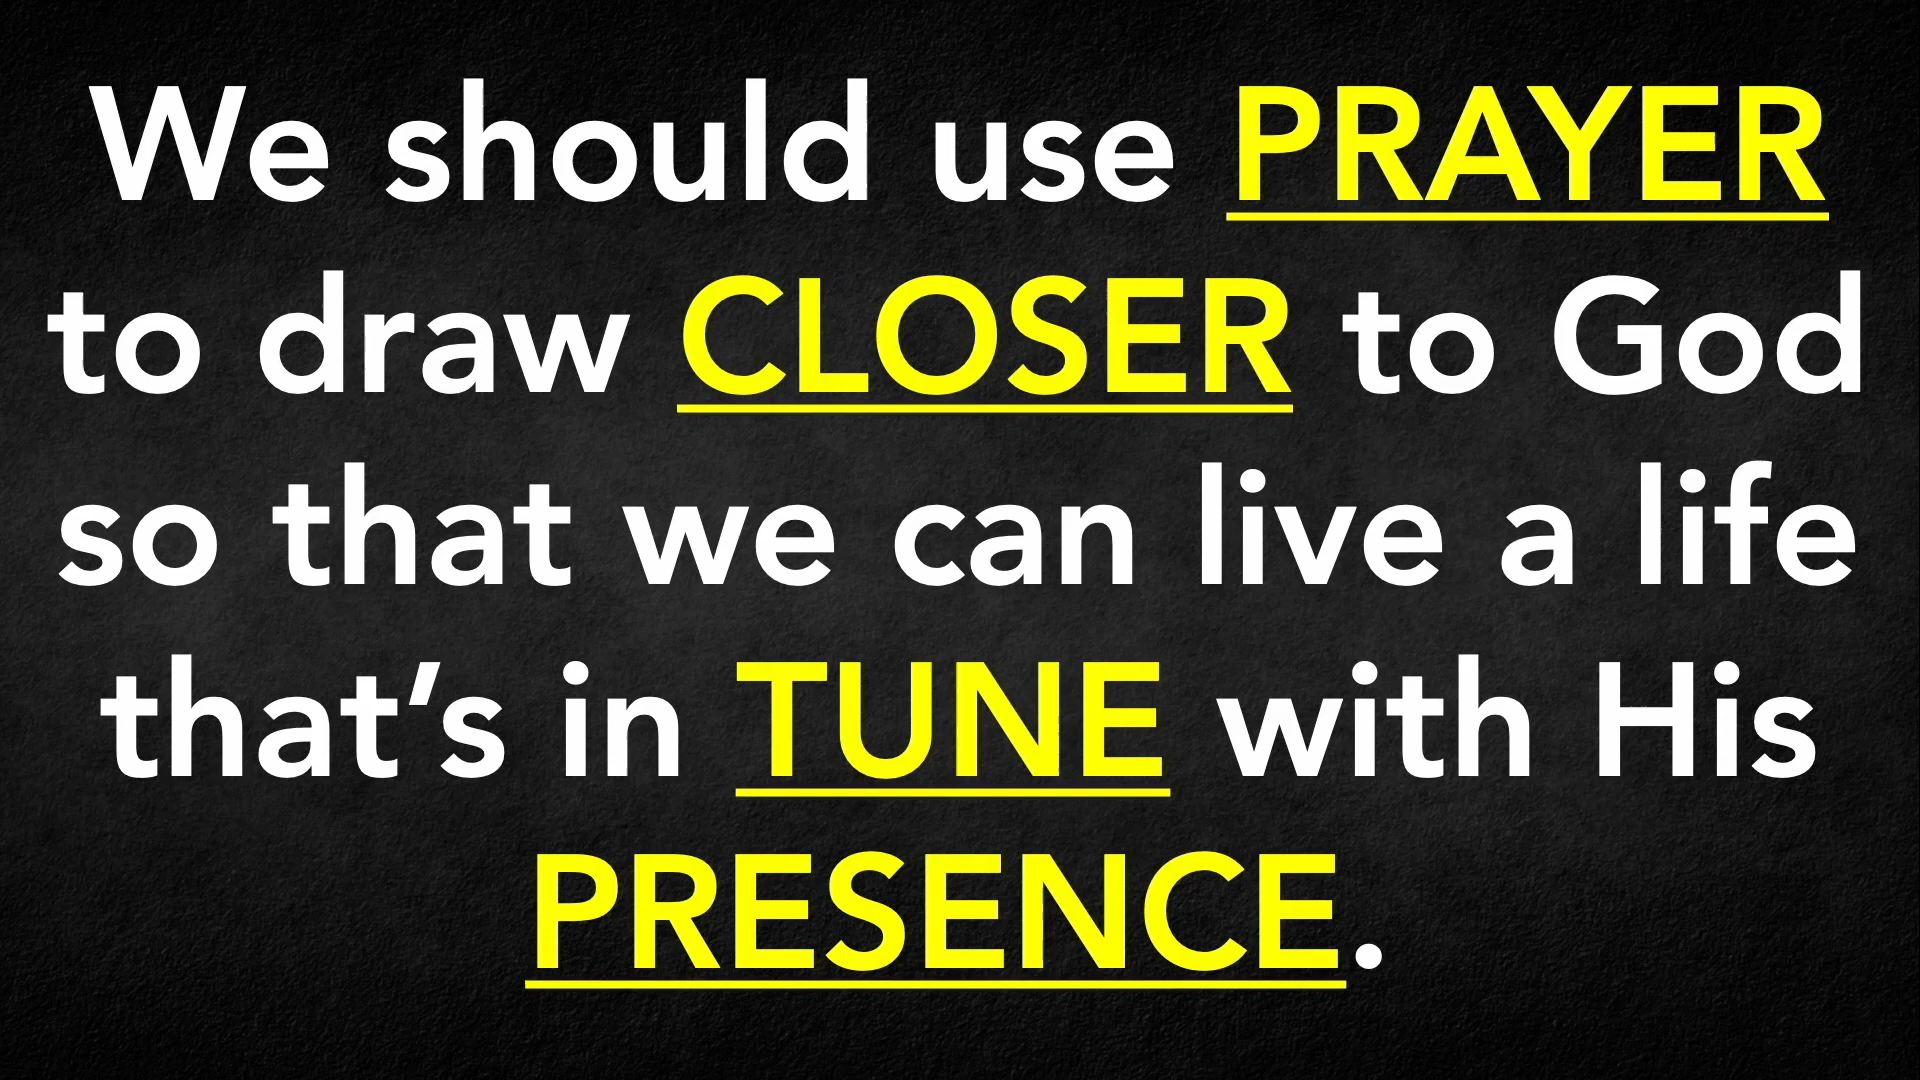 We should use PRAYER
to draw CLOSER to God
so that we can live a life
that’s in TUNE with His
PRESENCE.